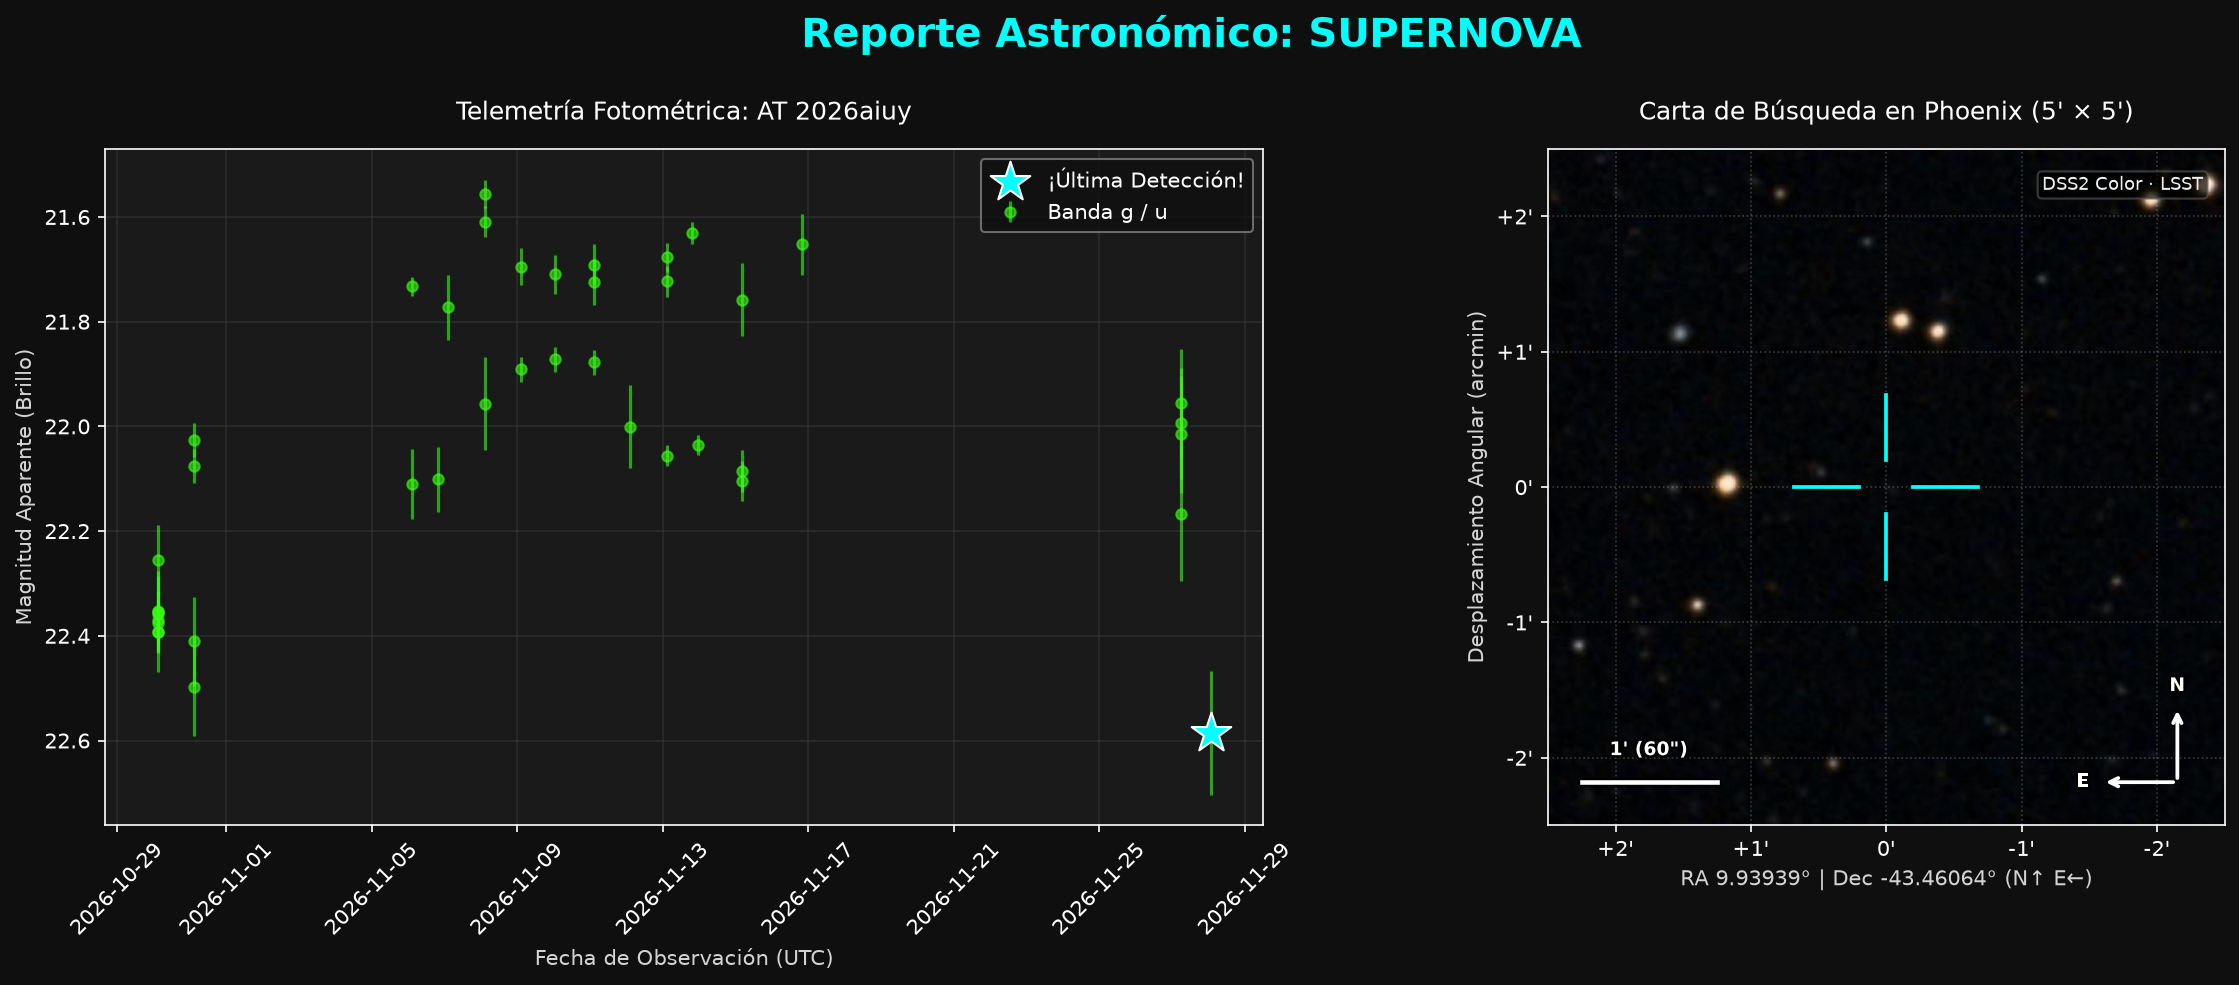 Reporte Astronómico: SUPERNOVA
Telemetría Fotométrica: AT 2026aiuy
Magnitud Aparente (Brillo)
21.6
21.8
22.0
22.2
22.4
22.6
¡Última Detección!
Banda g / u
2026-10-29
2026-11-01
2026-11-05
2026-11-09
2026-11-13
2026-11-17
2026-11-21
2026-11-25
2026-11-29
Fecha de Observación (UTC)
Carta de Búsqueda en Phoenix (5' × 5')
Desplazamiento Angular (arcmin)
+2'
+1'
0'
-1'
-2'
DSS2 Color · LSST
N
E
1' (60")
+2'
+1'
0'
-1'
-2'
RA 9.93939° | Dec -43.46064° (N↑ E←)